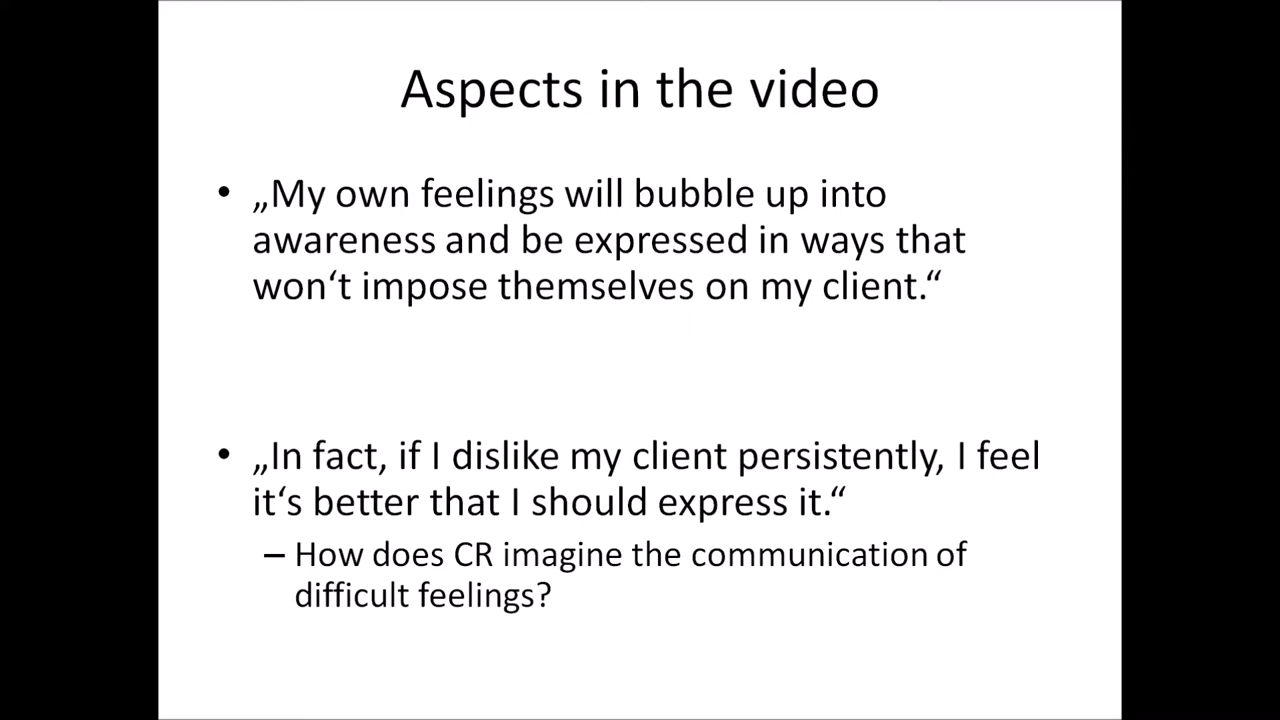 Aspects in the video
• „My own feelings will bubble up into
awareness and be expressed in ways that
won‘t impose themselves on my client.“
• „In fact, if I dislike my client persistently, I feel
it‘s better that I should express it.“
– How does CR imagine the communication of
difficult feelings?